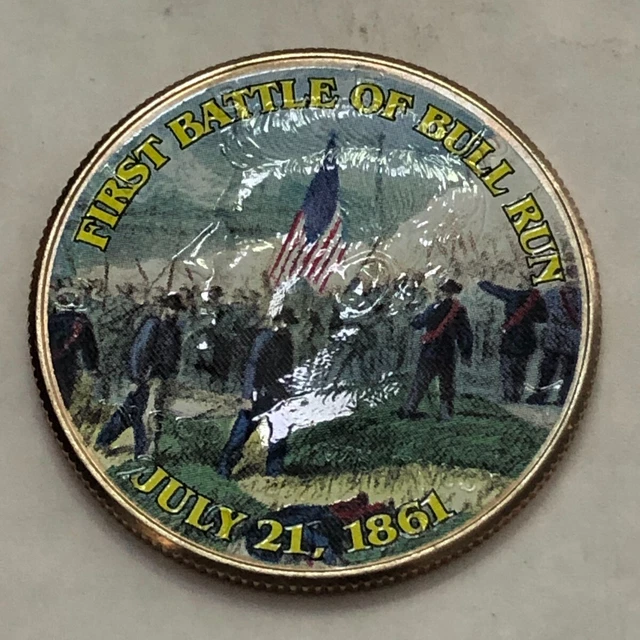 FIRST BATTLE OF BULL RUN
JULY 21, 1861